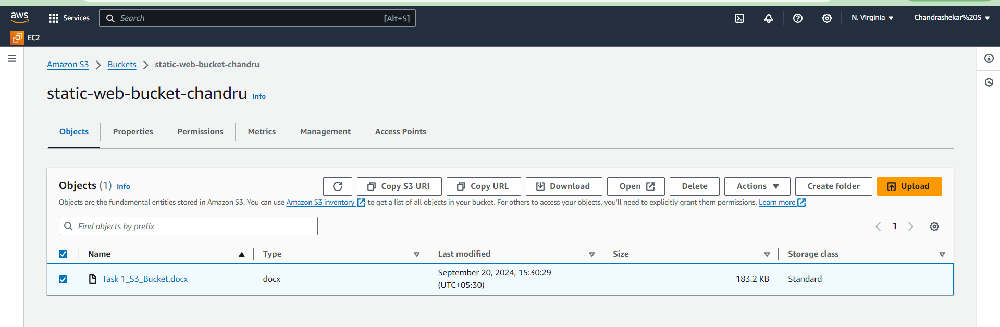 aws Services Search [Alt+S] N. Virginia Chandrashekar%20S
EC2
Amazon S3 Buckets static-web-bucket-chandru
static-web-bucket-chandru Info
Objects Properties Permissions Metrics Management Access Points
Objects (1) Info Copy S3 URI Copy URL Download Open Delete Actions Create folder Upload
Objects are the fundamental entities stored in Amazon S3. You can use Amazon S3 inventory to get a list of all objects in your bucket. For others to access your objects, you’ll need to explicitly grant them permissions. Learn more
Find objects by prefix 1
Name Type Last modified Size Storage class
Task 1_S3_Bucket.docx docx September 20, 2024, 15:30:29 (UTC+05:30) 183.2 KB Standard